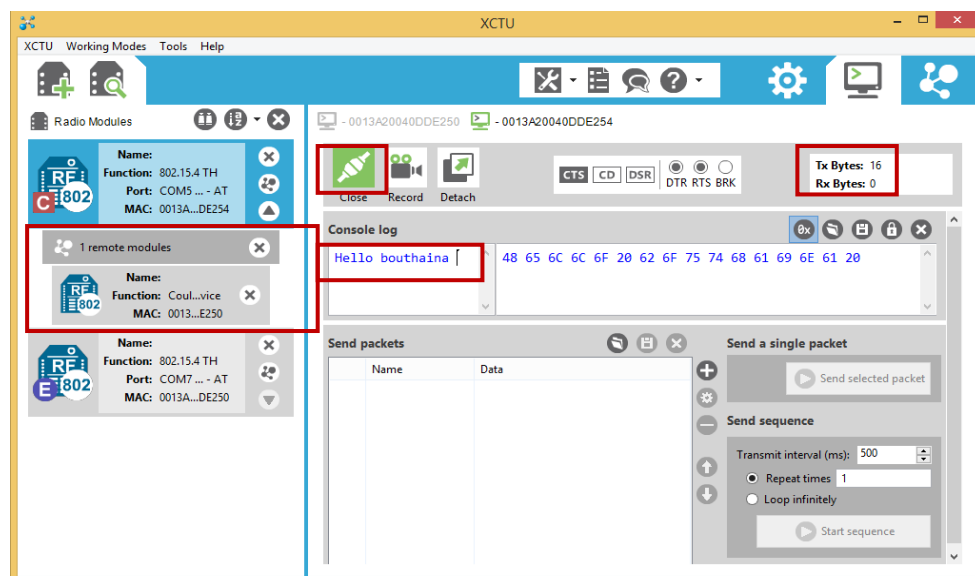 XCTU
XCTU Working Modes Tools Help
Radio Modules
- 0013A20040DDE250 - 0013A20040DDE254
Name:
Function: 802.15.4 TH
Port: COM5 ... - AT
MAC: 0013A...DE254
RF
802
C
1 remote modules
Name:
Function: Coul...vice
MAC: 0013...E250
RF
802
Name:
Function: 802.15.4 TH
Port: COM7 ... - AT
MAC: 0013A...DE250
RF
802
E
Close Record Detach
CTS CD DSR DTR RTS BRK
Tx Bytes: 16
Rx Bytes: 0
Console log
0x
Hello bouthaina
48 65 6C 6C 6F 20 62 6F 75 74 68 61 69 6E 61 20
Send packets
Name Data
Send a single packet
Send selected packet
Send sequence
Transmit interval (ms): 500
Repeat times 1
Loop infinitely
Start sequence